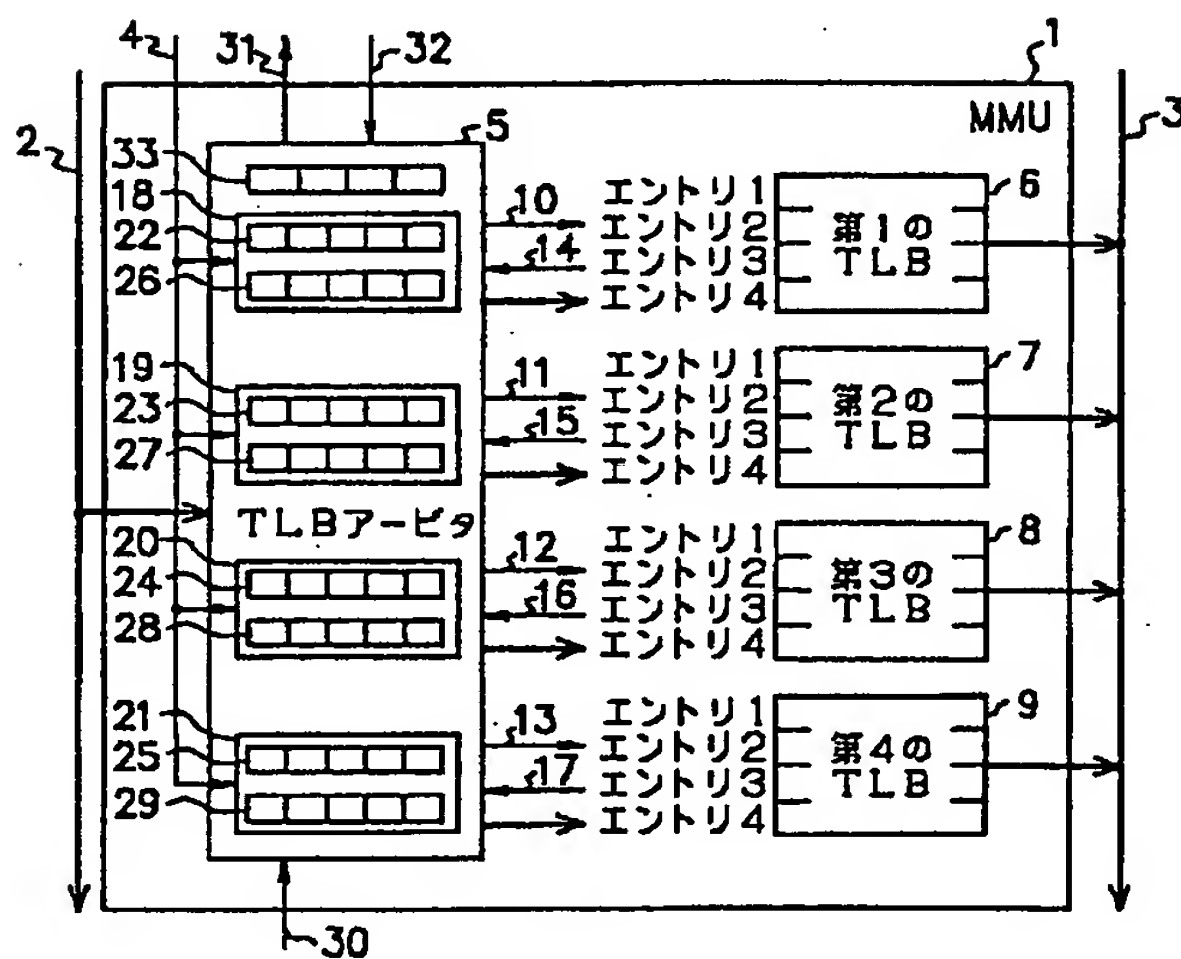 4
31
32
1
2
5
MMU
3
33
18
22
26
10
14
エントリ1
エントリ2
エントリ3
エントリ4
第1の
TLB
6
19
23
27
11
15
エントリ1
エントリ2
エントリ3
エントリ4
第2の
TLB
7
TLBアービタ
20
24
28
12
16
エントリ1
エントリ2
エントリ3
エントリ4
第3の
TLB
8
21
25
29
13
17
エントリ1
エントリ2
エントリ3
エントリ4
第4の
TLB
9
30